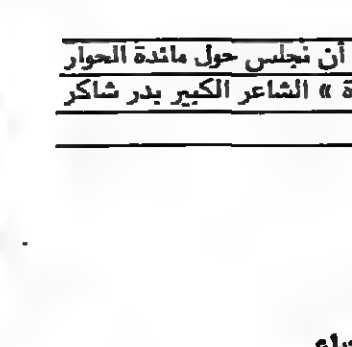 أن نجلس حول مائدة الحوار
ة » الشاعر الكبير بدر شاكر